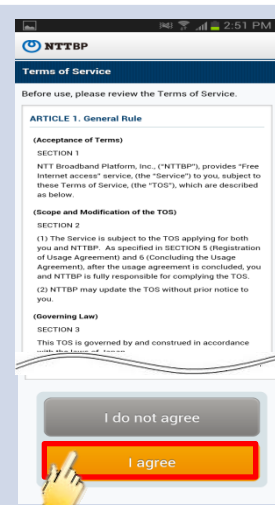 2:51 PM
NTTBP
Terms of Service
Before use, please review the Terms of Service.
ARTICLE 1. General Rule
(Acceptance of Terms)
SECTION 1
NTT Broadband Platform, Inc., ("NTTBP"), provides "Free
Internet access" service, (the "Service") to you, subject to
these Terms of Service, (the "TOS"), which are described
as below.
(Scope and Modification of the TOS)
SECTION 2
(1) The Service is subject to the TOS applying for both
you and NTTBP. As specified in SECTION 5 (Registration
of Usage Agreement) and 6 (Concluding the Usage
Agreement), after the usage agreement is concluded, you
and NTTBP is fully responsible for complying the TOS.
(2) NTTBP may update the TOS without prior notice to
you.
(Governing Law)
SECTION 3
This TOS is governed by and construed in accordance
with the laws of Japan
I do not agree
I agree